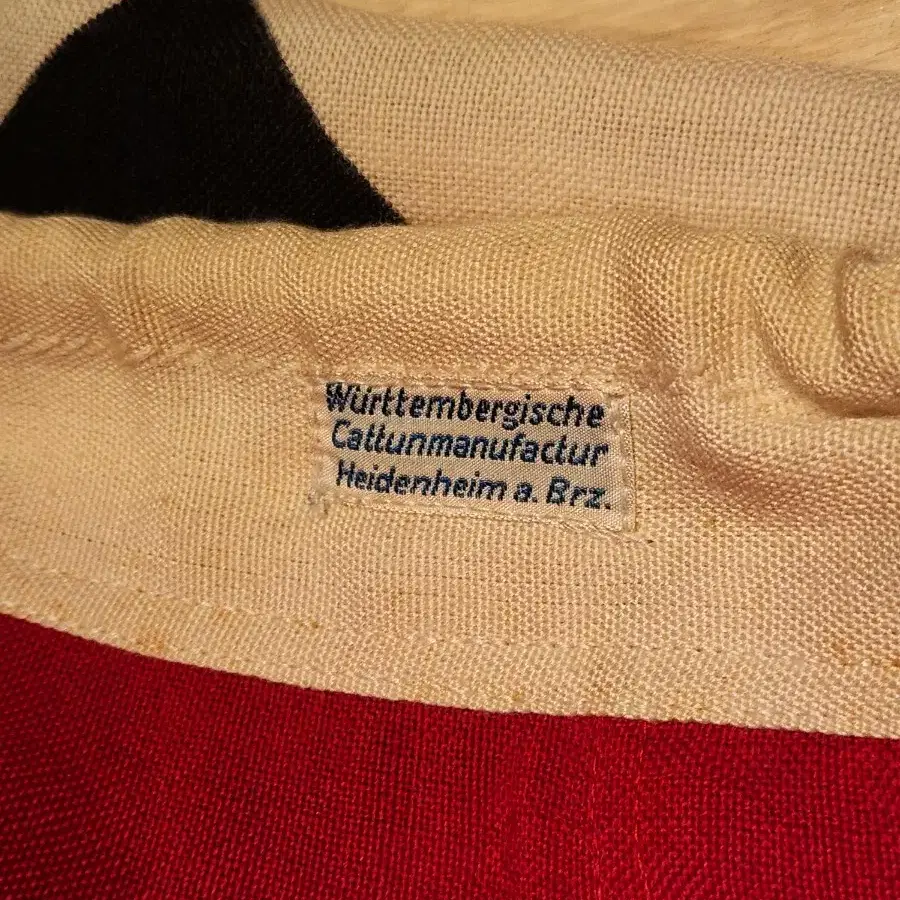 Württembergische
Cattunmanufactur
Heidenheim a. Brz.